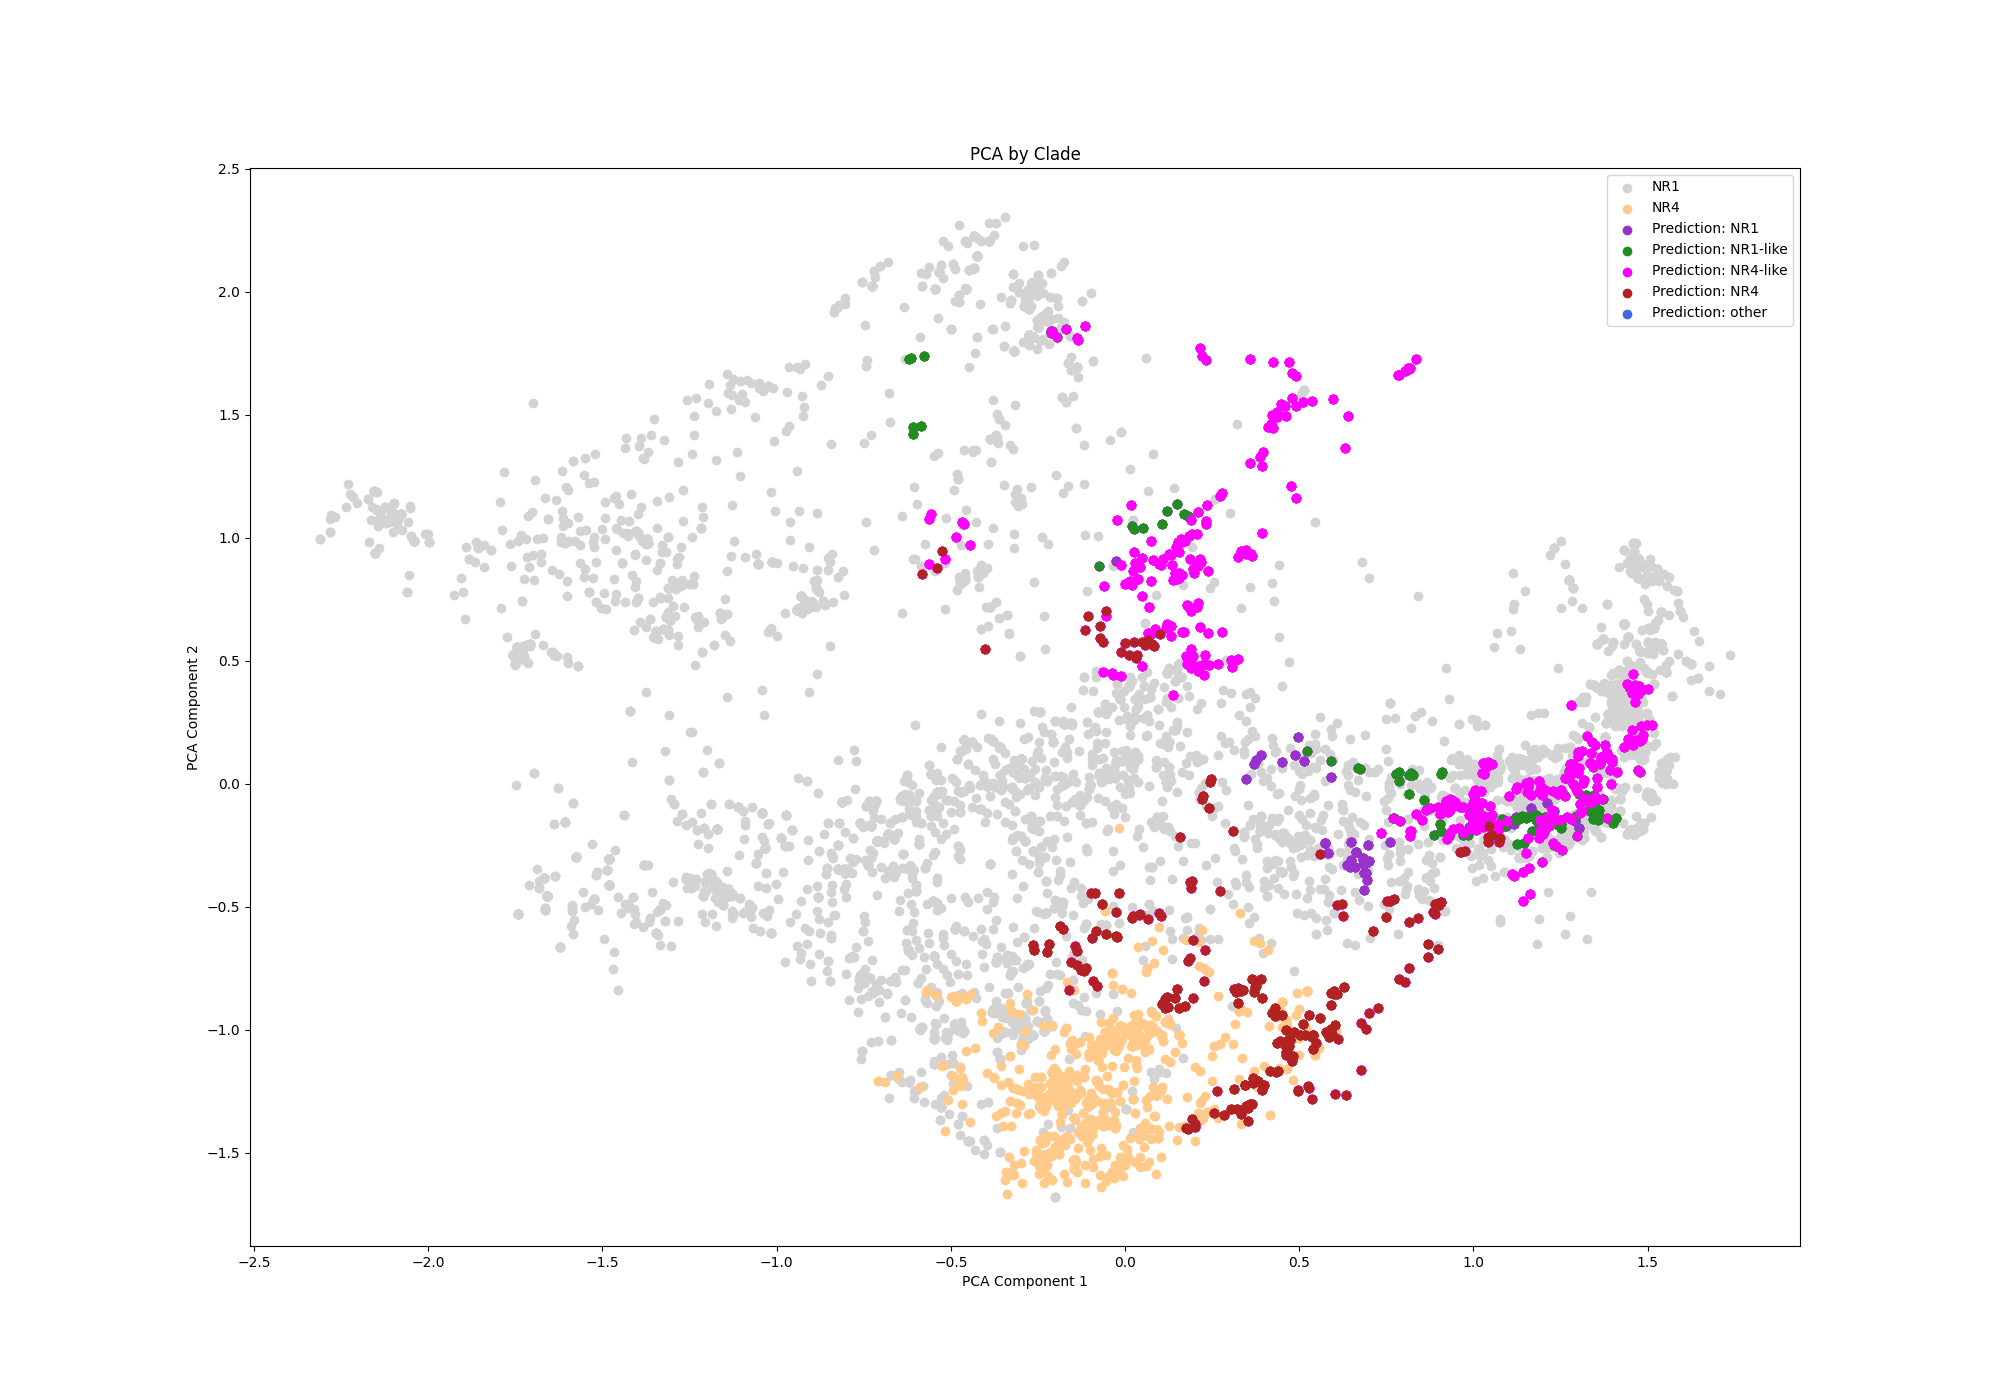 PCA by Clade
2.5
2.0
1.5
1.0
0.5
0.0
−0.5
−1.0
−1.5
PCA Component 2
NR1
NR4
Prediction: NR1
Prediction: NR1-like
Prediction: NR4-like
Prediction: NR4
Prediction: other
−2.5
−2.0
−1.5
−1.0
−0.5
0.0
0.5
1.0
1.5
PCA Component 1